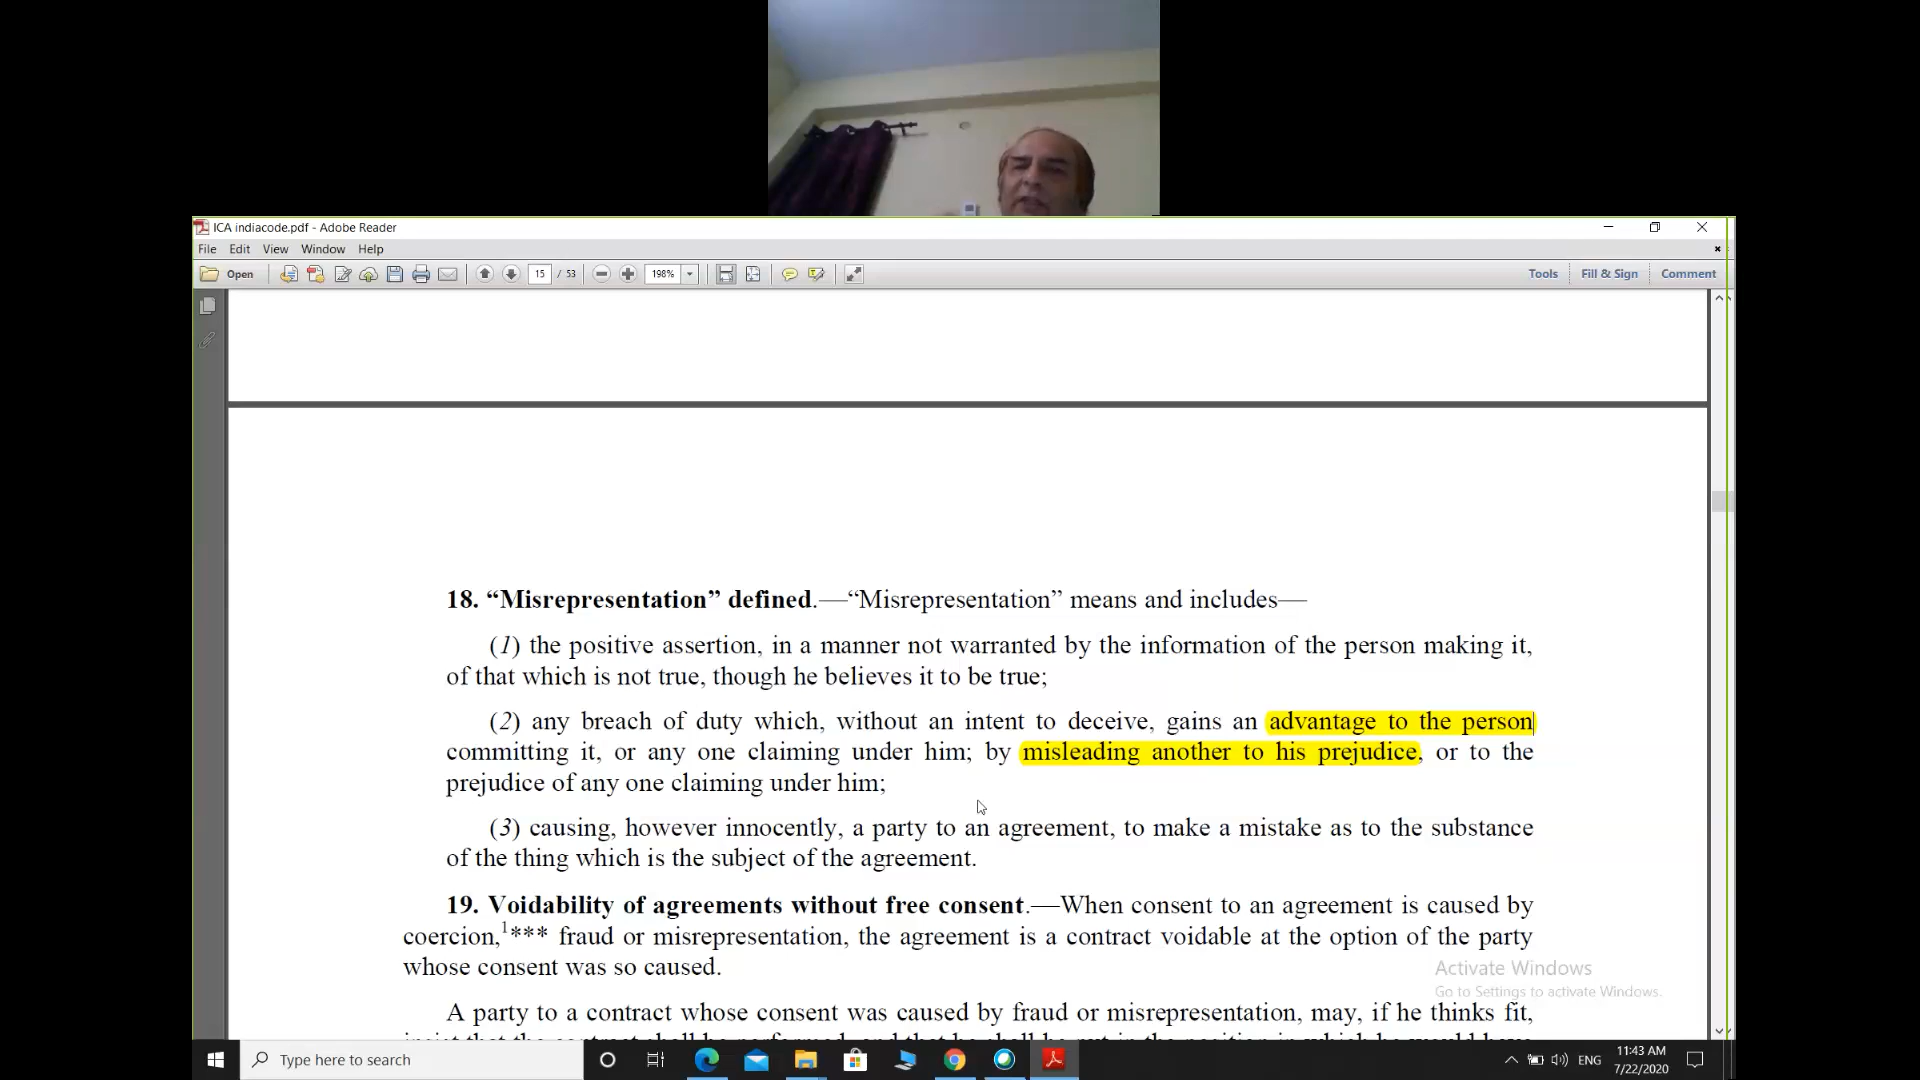 ICA indiacode.pdf - Adobe Reader
File Edit View Window Help
Open 15 / 53 198% Tools Fill & Sign Comment
18. “Misrepresentation” defined.—“Misrepresentation” means and includes—
(1) the positive assertion, in a manner not warranted by the information of the person making it,
of that which is not true, though he believes it to be true;
(2) any breach of duty which, without an intent to deceive, gains an advantage to the person
committing it, or any one claiming under him; by misleading another to his prejudice, or to the
prejudice of any one claiming under him;
(3) causing, however innocently, a party to an agreement, to make a mistake as to the substance
of the thing which is the subject of the agreement.
19. Voidability of agreements without free consent.—When consent to an agreement is caused by
coercion,1*** fraud or misrepresentation, the agreement is a contract voidable at the option of the party
whose consent was so caused.
Activate Windows
Go to Settings to activate Windows.
A party to a contract whose consent was caused by fraud or misrepresentation, may, if he thinks fit,
Type here to search
ENG
11:43 AM
7/22/2020